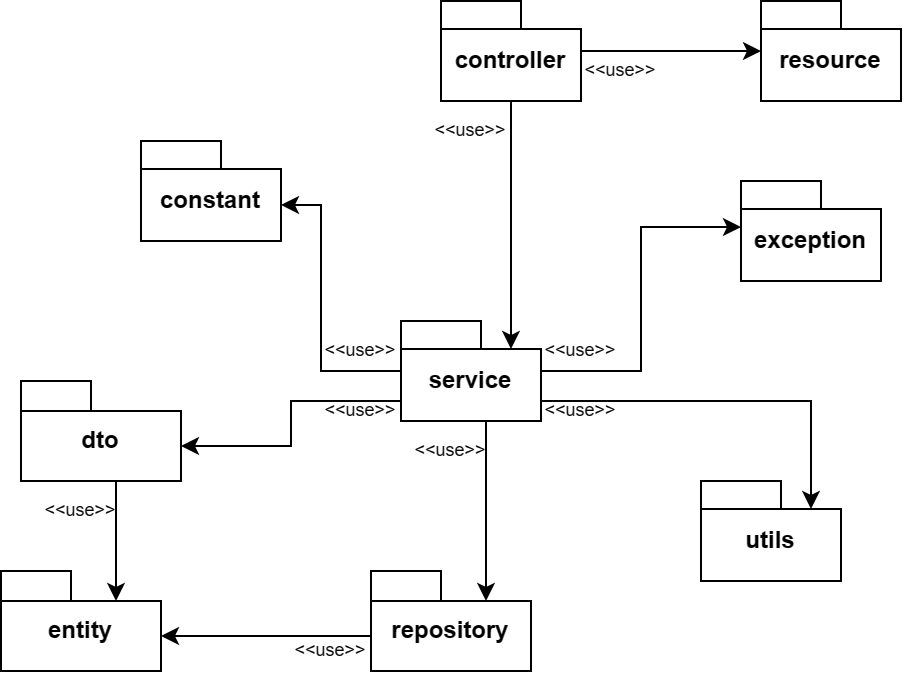 controller
resource
<<use>>
<<use>>
constant
exception
<<use>>
<<use>>
service
<<use>>
<<use>>
dto
<<use>>
<<use>>
utils
entity
repository
<<use>>